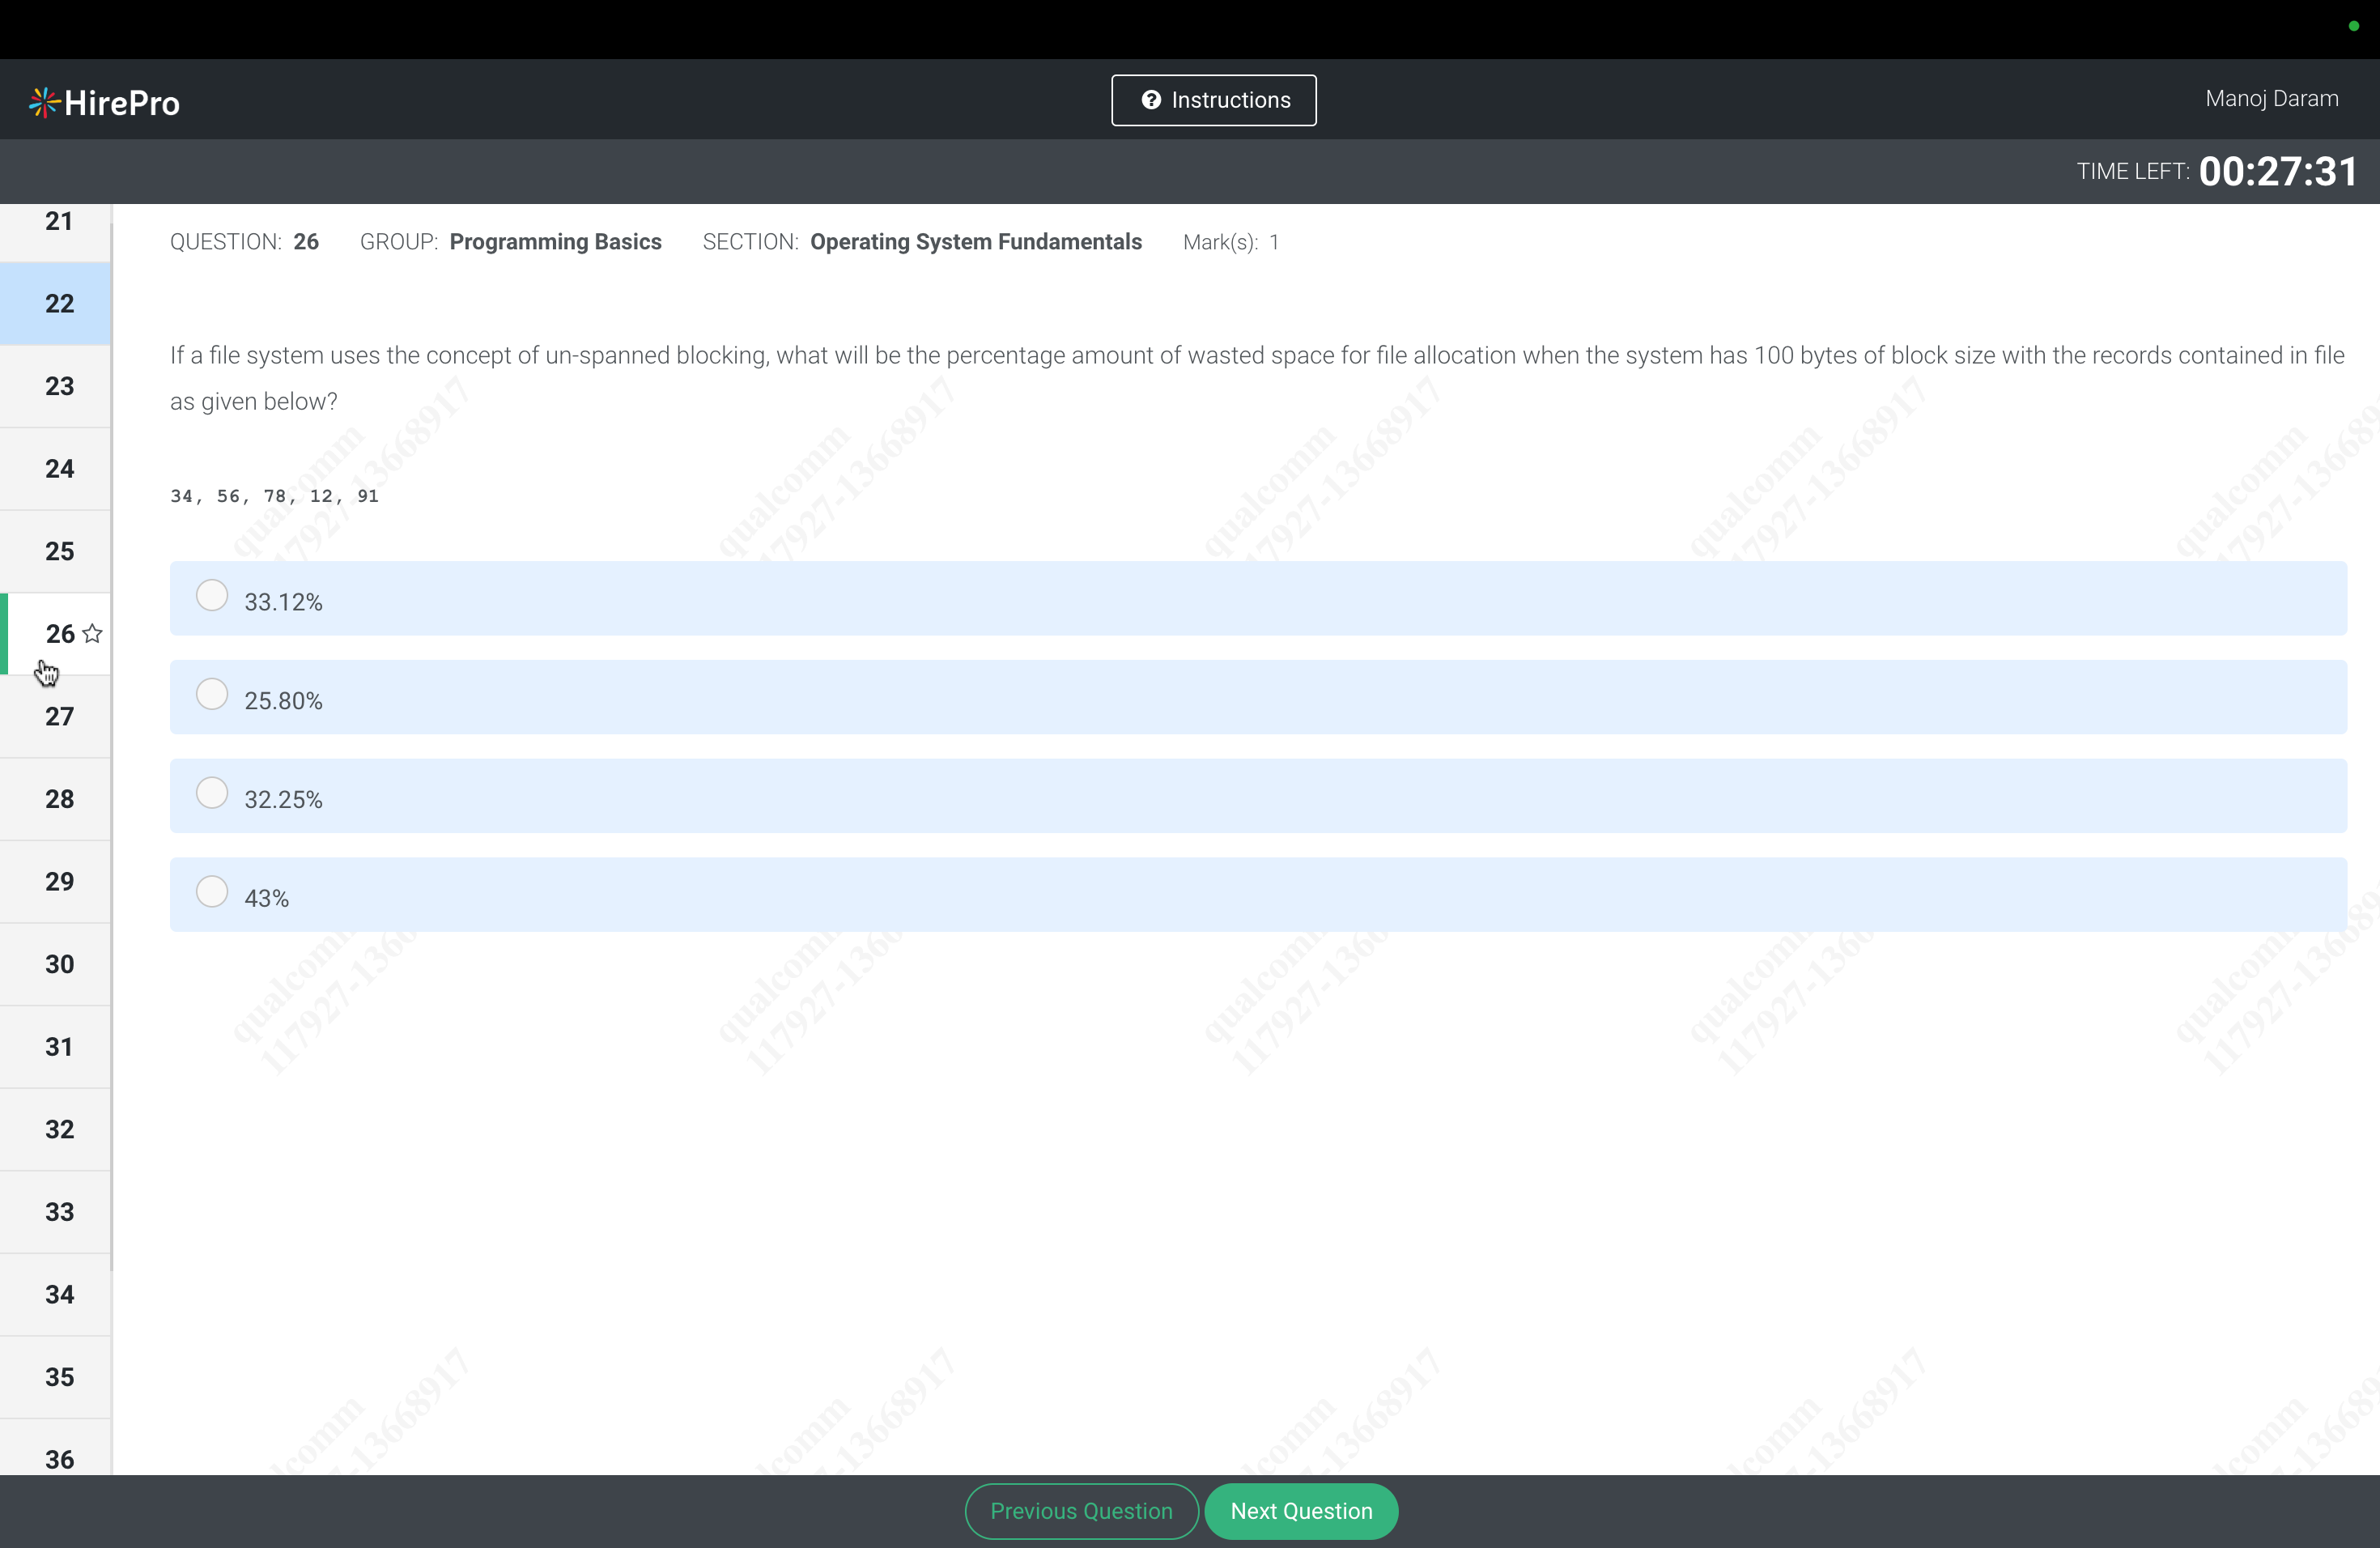 HirePro
Instructions
Manoj Daram
TIME LEFT: 00:27:31
QUESTION: 26 GROUP: Programming Basics SECTION: Operating System Fundamentals Mark(s): 1
If a file system uses the concept of un-spanned blocking, what will be the percentage amount of wasted space for file allocation when the system has 100 bytes of block size with the records contained in file
as given below?
34, 56, 78, 12, 91
33.12%
25.80%
32.25%
43%
21
22
23
24
25
26
27
28
29
30
31
32
33
34
35
36
qualcomm
117927-13668917
Previous Question
Next Question